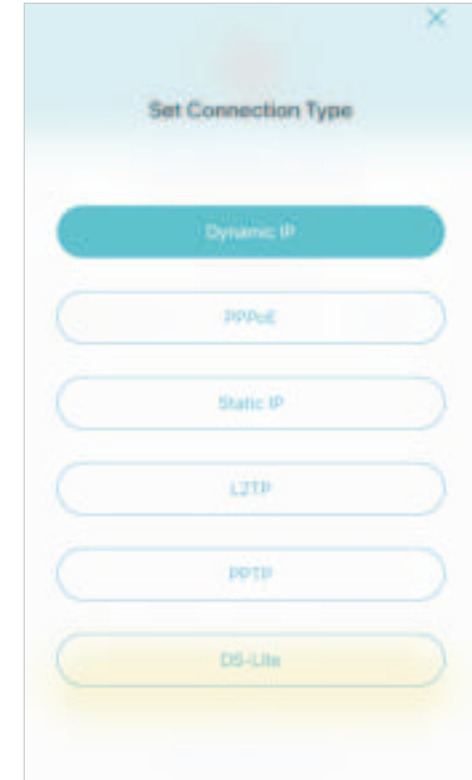 Set Connection Type
Dynamic IP
PPPoE
Static IP
L2TP
PPTP
DS-Lite